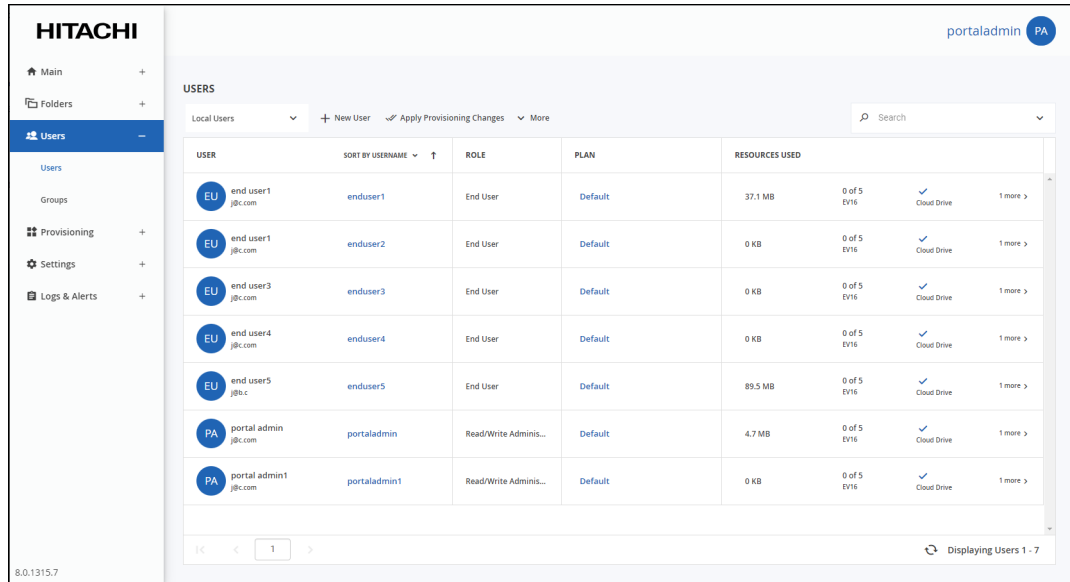 HITACHI
portaladmin PA
Main +
Folders +
Users −
Users
Groups
Provisioning +
Settings +
Logs & Alerts +
8.0.1315.7
USERS
Local Users + New User Apply Provisioning Changes More Search
USER SORT BY USERNAME ↑ ROLE PLAN RESOURCES USED
EU end user1 enduser1 End User Default 37.1 MB 0 of 5 1 more >
j@c.com EV16 Cloud Drive
EU end user1 enduser2 End User Default 0 KB 0 of 5 1 more >
j@c.com EV16 Cloud Drive
EU end user3 enduser3 End User Default 0 KB 0 of 5 1 more >
j@c.com EV16 Cloud Drive
EU end user4 enduser4 End User Default 0 KB 0 of 5 1 more >
j@c.com EV16 Cloud Drive
EU end user5 enduser5 End User Default 89.5 MB 0 of 5 1 more >
j@b.c EV16 Cloud Drive
PA portal admin portaladmin Read/Write Adminis... Default 4.7 MB 0 of 5 1 more >
j@c.com EV16 Cloud Drive
PA portal admin1 portaladmin1 Read/Write Adminis... Default 0 KB 0 of 5 1 more >
j@c.com EV16 Cloud Drive
1 Displaying Users 1 - 7